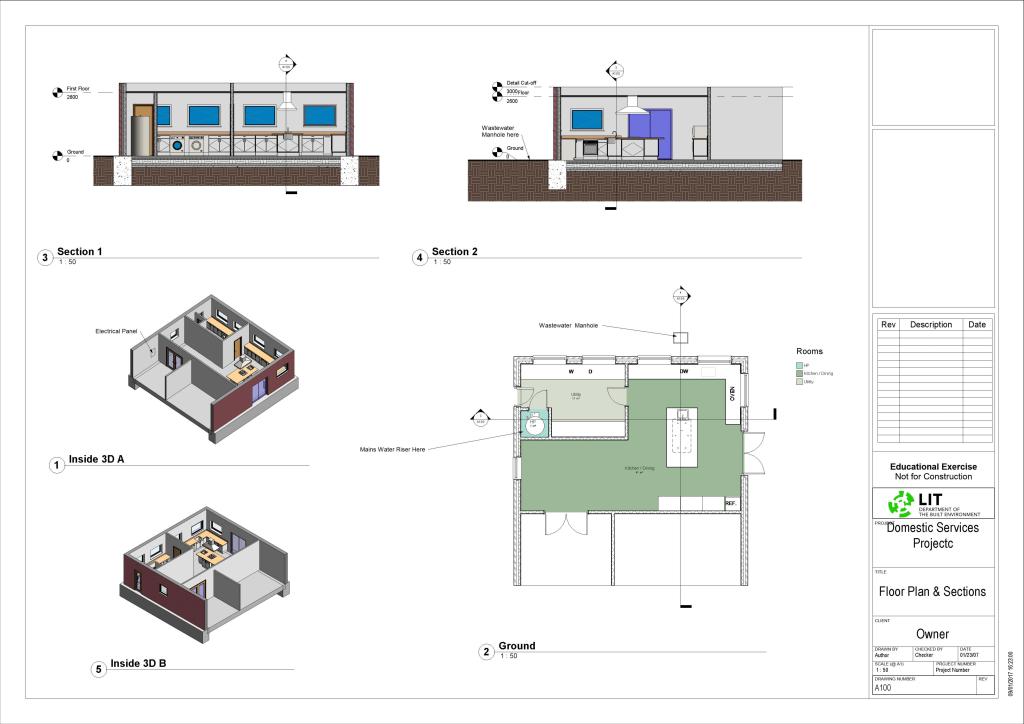 First Floor
2600
Ground
0
A100
3 Section 1
1 : 50
Detail Cut-off
3000
Floor
2600
Wastewater
Manhole here
Ground
0
A100
4 Section 2
1 : 50
Electrical Panel
1 Inside 3D A
5 Inside 3D B
Wastewater Manhole
Mains Water Riser Here
W D
DW
OVEN
Utility
HP
Kitchen / Dining
REF.
2 Ground
1 : 50
Rooms
HP
Kitchen / Dining
Utility
Rev Description Date
Educational Exercise
Not for Construction
LIT
DEPARTMENT OF
THE BUILT ENVIRONMENT
PROJECT
Domestic Services
Projectc
TITLE
Floor Plan & Sections
CLIENT
Owner
DRAWN BY CHECKED BY DATE
Author Checker 01/23/07
SCALE (@ A1) PROJECT NUMBER
1 : 50 Project Number
DRAWING NUMBER REV
A100
09/01/2017 16:23:00